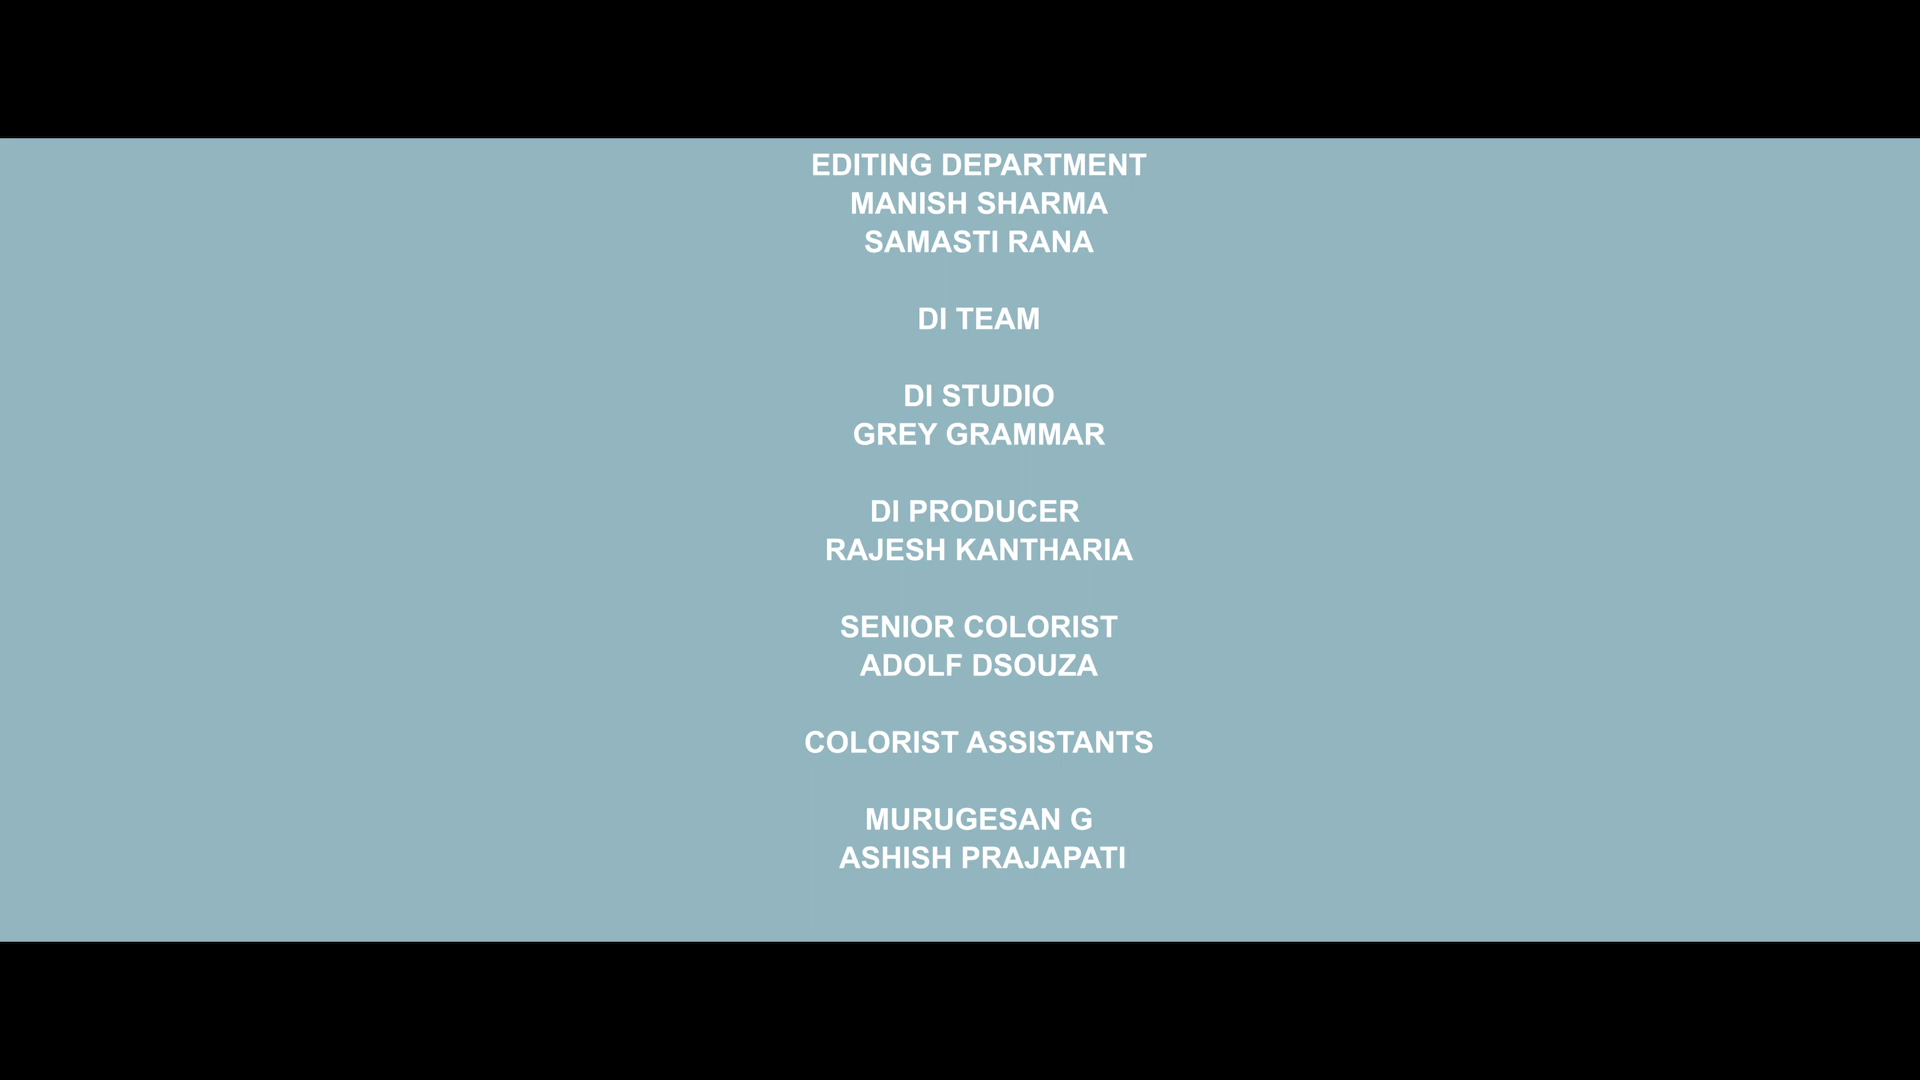 EDITING DEPARTMENT
MANISH SHARMA
SAMASTI RANA
DI TEAM
DI STUDIO
GREY GRAMMAR
DI PRODUCER
RAJESH KANTHARIA
SENIOR COLORIST
ADOLF DSOUZA
COLORIST ASSISTANTS
MURUGESAN G
ASHISH PRAJAPATI